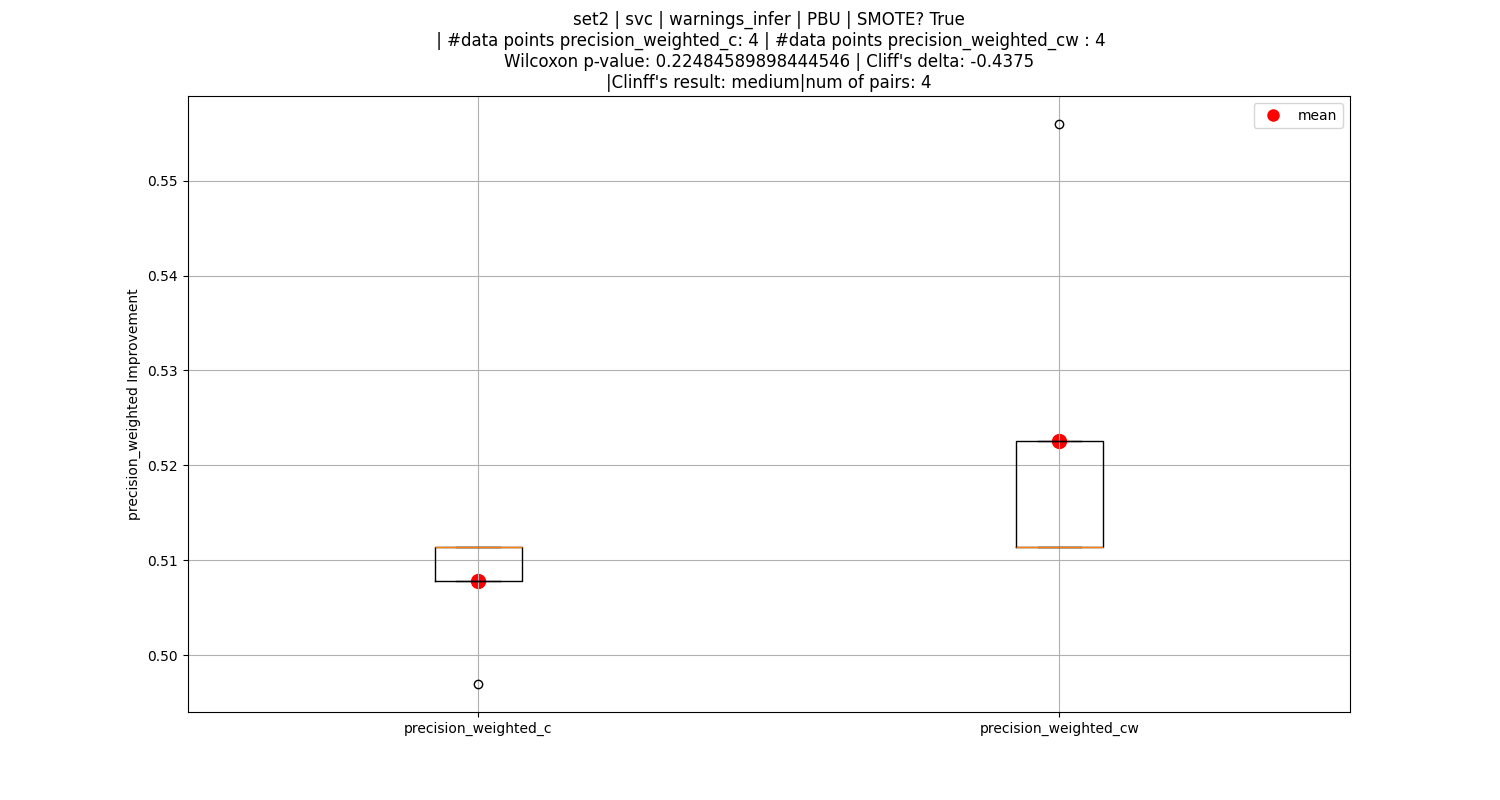 set2 | svc | warnings_infer | PBU | SMOTE? True
| #data points precision_weighted_c: 4 | #data points precision_weighted_cw : 4
Wilcoxon p-value: 0.22484589898444546 | Cliff's delta: -0.4375
|Clinff's result: medium|num of pairs: 4
mean
0.55
0.54
0.53
0.52
0.51
0.50
precision_weighted Improvement
precision_weighted_c
precision_weighted_cw